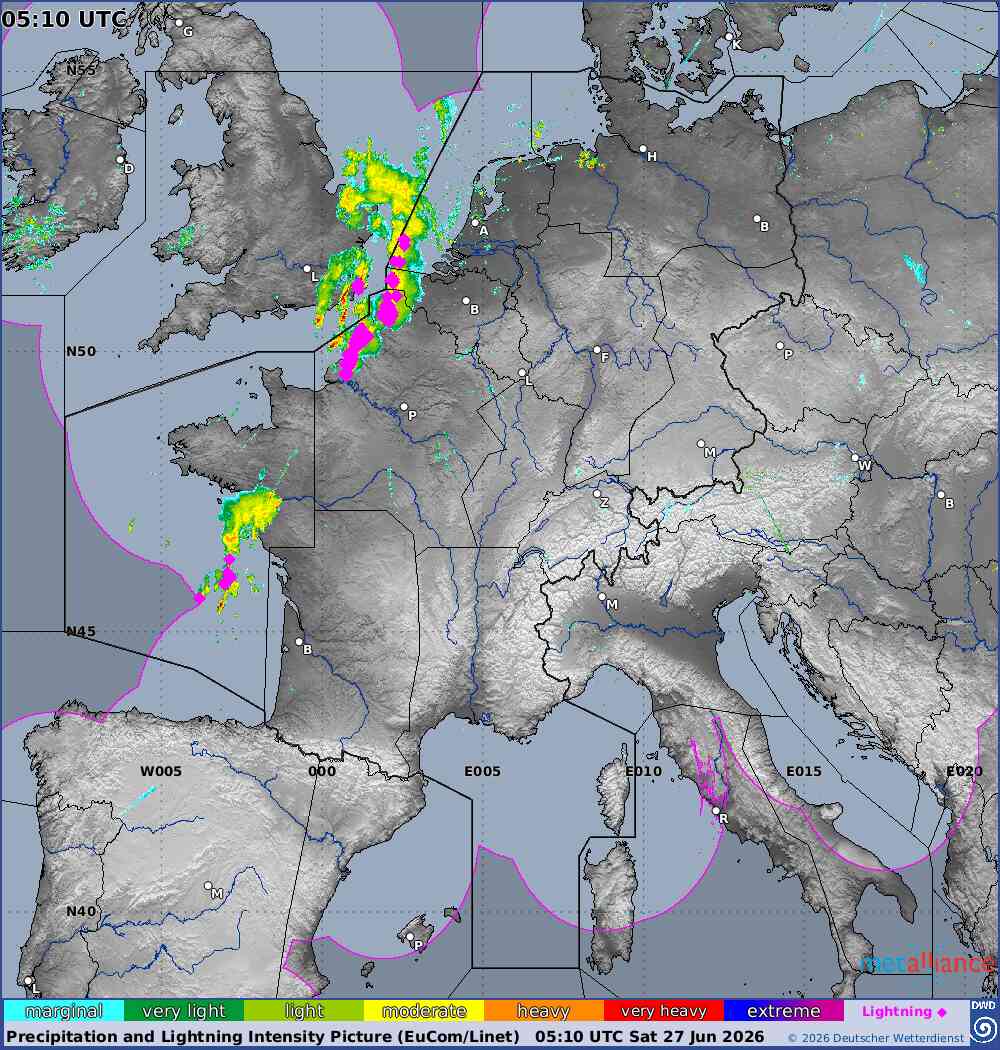 05:10 UTC
G
K
N55
D
H
A
B
L
B
N50
F
P
L
P
M
W
Z
B
M
N45
B
W005
000
E005
E010
E015
E020
R
M
N40
P
L
metalliance
marginal very light light moderate heavy very heavy extreme Lightning ◆ DWD
Precipitation and Lightning Intensity Picture (EuCom/Linet) 05:10 UTC Sat 27 Jun 2026 © 2026 Deutscher Wetterdienst